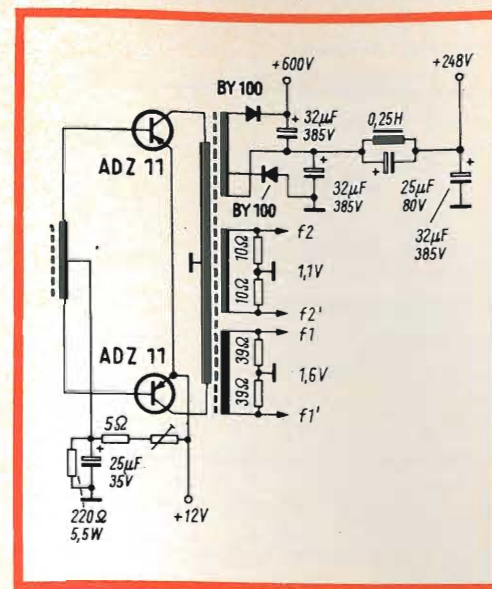 +600V
+248V
BY 100
32µF
385V
0,25H
ADZ 11
BY 100
32µF
385V
25µF
80V
32µF
385V
10Ω
10Ω
f2
1,1V
f2'
f1
39Ω
39Ω
1,6V
f1'
ADZ 11
5Ω
25µF
35V
220Ω
5,5W
+12V
+
+
+
+
+